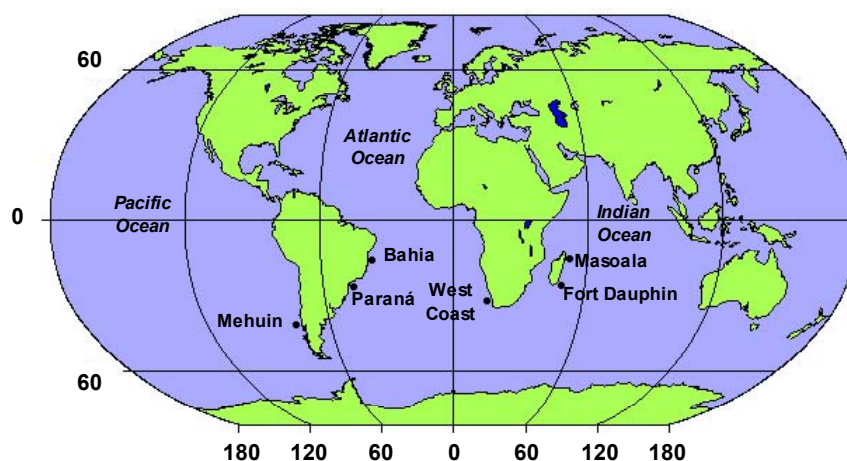 60
Atlantic
Ocean
Pacific
Ocean
0
Indian
Ocean
Bahia
Masoala
Paraná
West
Coast
Fort Dauphin
Mehuin
60
180 120 60 0 60 120 180